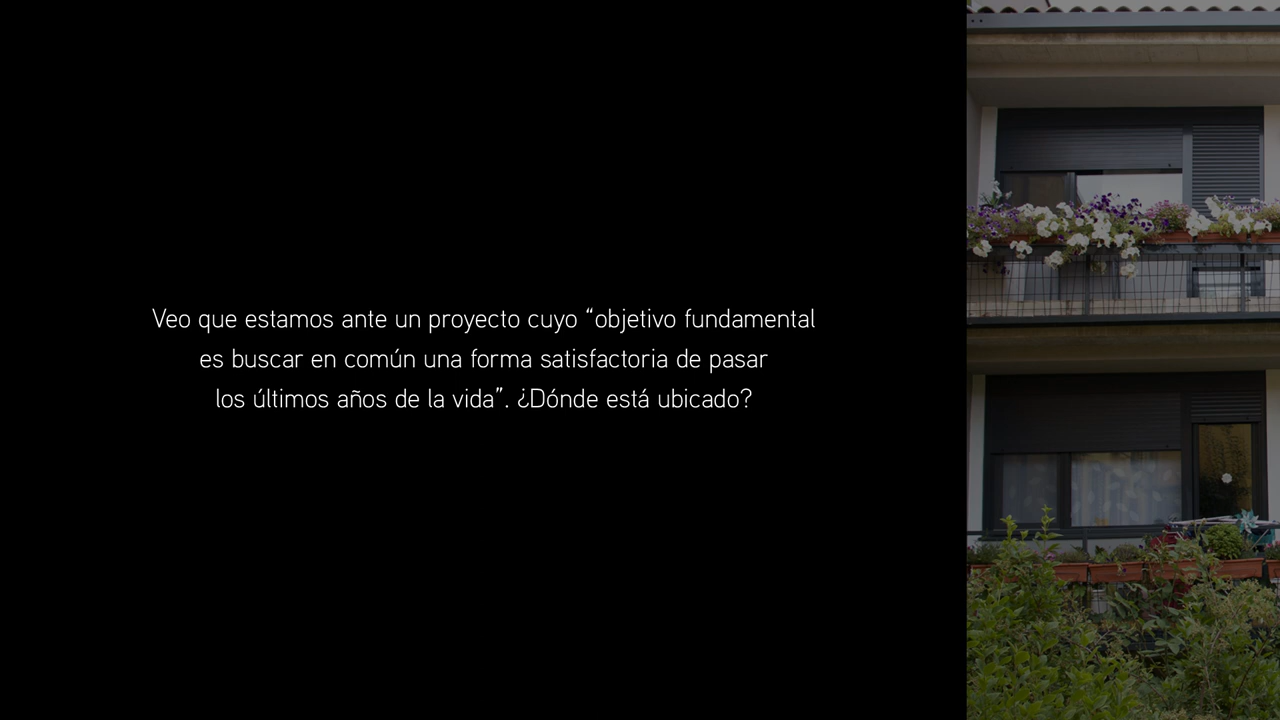 Veo que estamos ante un proyecto cuyo “objetivo fundamental
es buscar en común una forma satisfactoria de pasar
los últimos años de la vida”. ¿Dónde está ubicado?